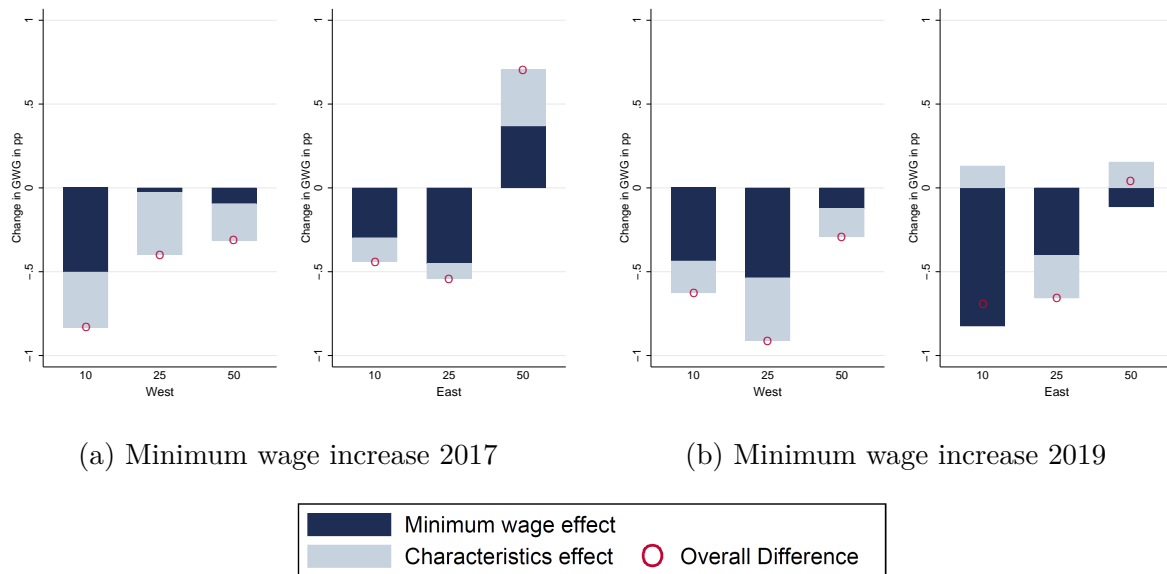 Change in GWG in pp
1
.5
0
-.5
-1
10 25 50
West
Change in GWG in pp
1
.5
0
-.5
-1
10 25 50
East
Change in GWG in pp
1
.5
0
-.5
-1
10 25 50
West
Change in GWG in pp
1
.5
0
-.5
-1
10 25 50
East
(a) Minimum wage increase 2017
(b) Minimum wage increase 2019
Minimum wage effect
Characteristics effect
Overall Difference